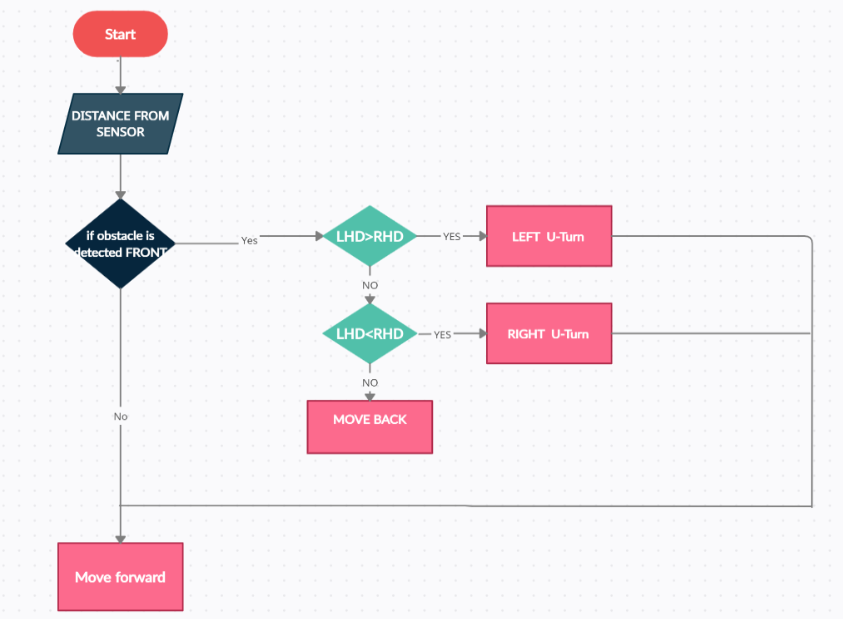 Start
DISTANCE FROM
SENSOR
if obstacle is
detected FRONT
Yes
LHD>RHD
YES
LEFT U-Turn
NO
LHD<RHD
YES
RIGHT U-Turn
NO
MOVE BACK
No
Move forward